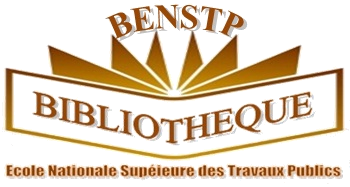 BENSTP
BIBLIOTHEQUE
Ecole Nationale Supéieure des Travaux Publics